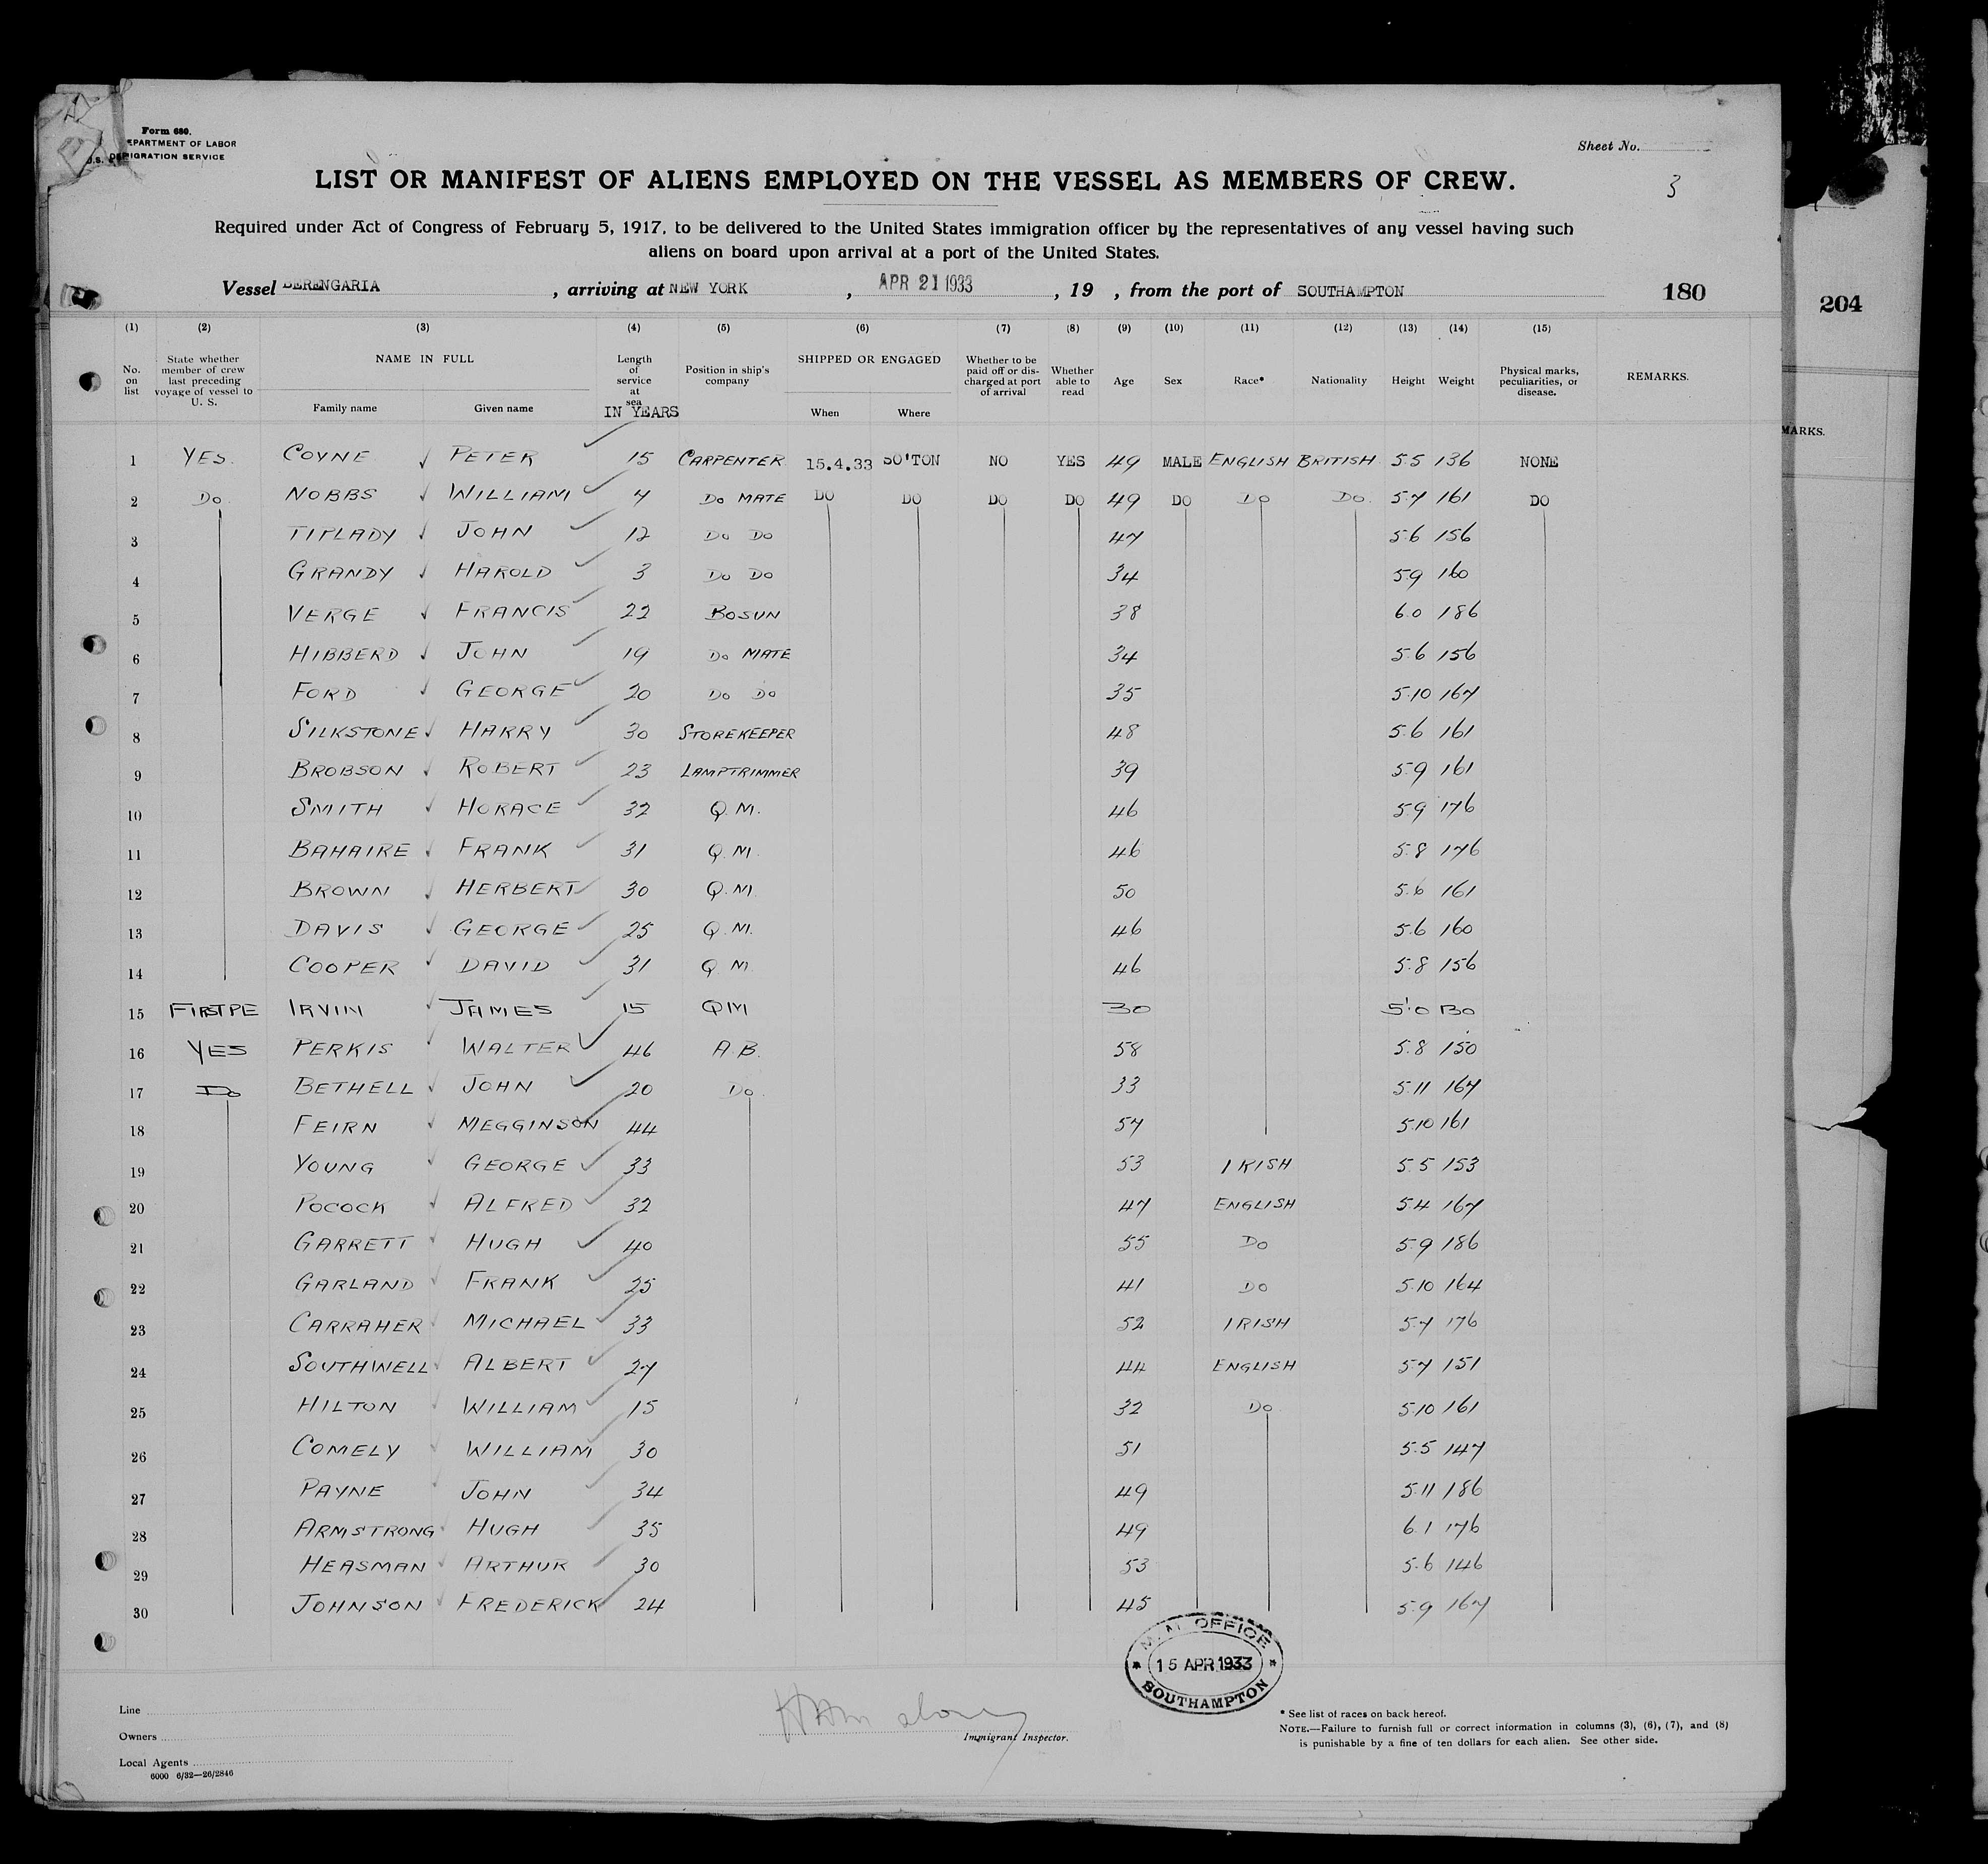 Form 680.
EPARTMENT OF LABOR
U.S. IGRATION SERVICE
Sheet No.
LIST OR MANIFEST OF ALIENS EMPLOYED ON THE VESSEL AS MEMBERS OF CREW.
3
Required under Act of Congress of February 5, 1917, to be delivered to the United States immigration officer by the representatives of any vessel having such
aliens on board upon arrival at a port of the United States.
Vessel BERENGARIA, arriving at NEW YORK, APR 21 1933, 19 , from the port of SOUTHAMPTON 180
204
(1) (2) (3) (4) (5) (6) (7) (8) (9) (10) (11) (12) (13) (14) (15)
No. on list State whether member of crew last preceding voyage of vessel to U. S. NAME IN FULL Family name Given name Length of service at sea IN YEARS Position in ship's company SHIPPED OR ENGAGED When Where Whether to be paid off or discharged at port of arrival Whether able to read Age Sex Race* Nationality Height Weight Physical marks, peculiarities, or disease. REMARKS.
MARKS.
1 YES. COYNE PETER 15 CARPENTER 15.4.33 SO'TON NO YES 49 MALE ENGLISH BRITISH 5.5 136 NONE
2 DO. NOBBS WILLIAM 4 DO MATE DO DO DO DO 49 DO DO DO. 5.7 161 DO
3 TIPLADY JOHN 12 DO DO 47 5.6 156
4 GRANDY HAROLD 3 DO DO 34 5.9 160
5 VERGE FRANCIS 22 BOSUN 38 6.0 186
6 HIBBERD JOHN 19 DO MATE 34 5.6 156
7 FORD GEORGE 20 DO DO 35 5.10 167
8 SILKSTONE HARRY 30 STOREKEEPER 48 5.6 161
9 BROBSON ROBERT 23 LAMPTRIMMER 39 5.9 161
10 SMITH HORACE 32 Q.M. 46 5.9 176
11 BAHAIRE FRANK 31 Q.M. 46 5.8 176
12 BROWN HERBERT 30 Q.M. 50 5.6 161
13 DAVIS GEORGE 25 Q.M. 46 5.6 160
14 COOPER DAVID 31 Q.M. 46 5.8 156
15 IRVIN JAMES 15 QM 30 5'0 130
16 YES PERKIS WALTER 46 A.B. 58 5.8 150
17 DO BETHELL JOHN 20 DO. 33 5.11 167
18 FEIRN MEGGINSON 44 57 5.10 161
19 YOUNG GEORGE 33 53 IRISH 5.5 153
20 POCOCK ALFRED 32 47 ENGLISH 5.4 167
21 GARRETT HUGH 40 55 DO 5.9 186
22 GARLAND FRANK 25 41 DO 5.10 164
23 CARRAHER MICHAEL 33 52 IRISH 5.7 176
24 SOUTHWELL ALBERT 27 44 ENGLISH 5.7 151
25 HILTON WILLIAM 15 32 DO 5.10 161
26 COMELY WILLIAM 30 51 5.5 147
27 PAYNE JOHN 34 49 5.11 186
28 ARMSTRONG HUGH 35 49 6.1 176
29 HEASMAN ARTHUR 30 53 5.6 146
30 JOHNSON FREDERICK 24 45 5.9 167
M.N. OFFICE
15 APR 1933
SOUTHAMPTON
Line
Owners
Local Agents
6000 6/32—26/2846
Immigrant Inspector.
* See list of races on back hereof.
NOTE.—Failure to furnish full or correct information in columns (3), (6), (7), and (8)
is punishable by a fine of ten dollars for each alien. See other side.